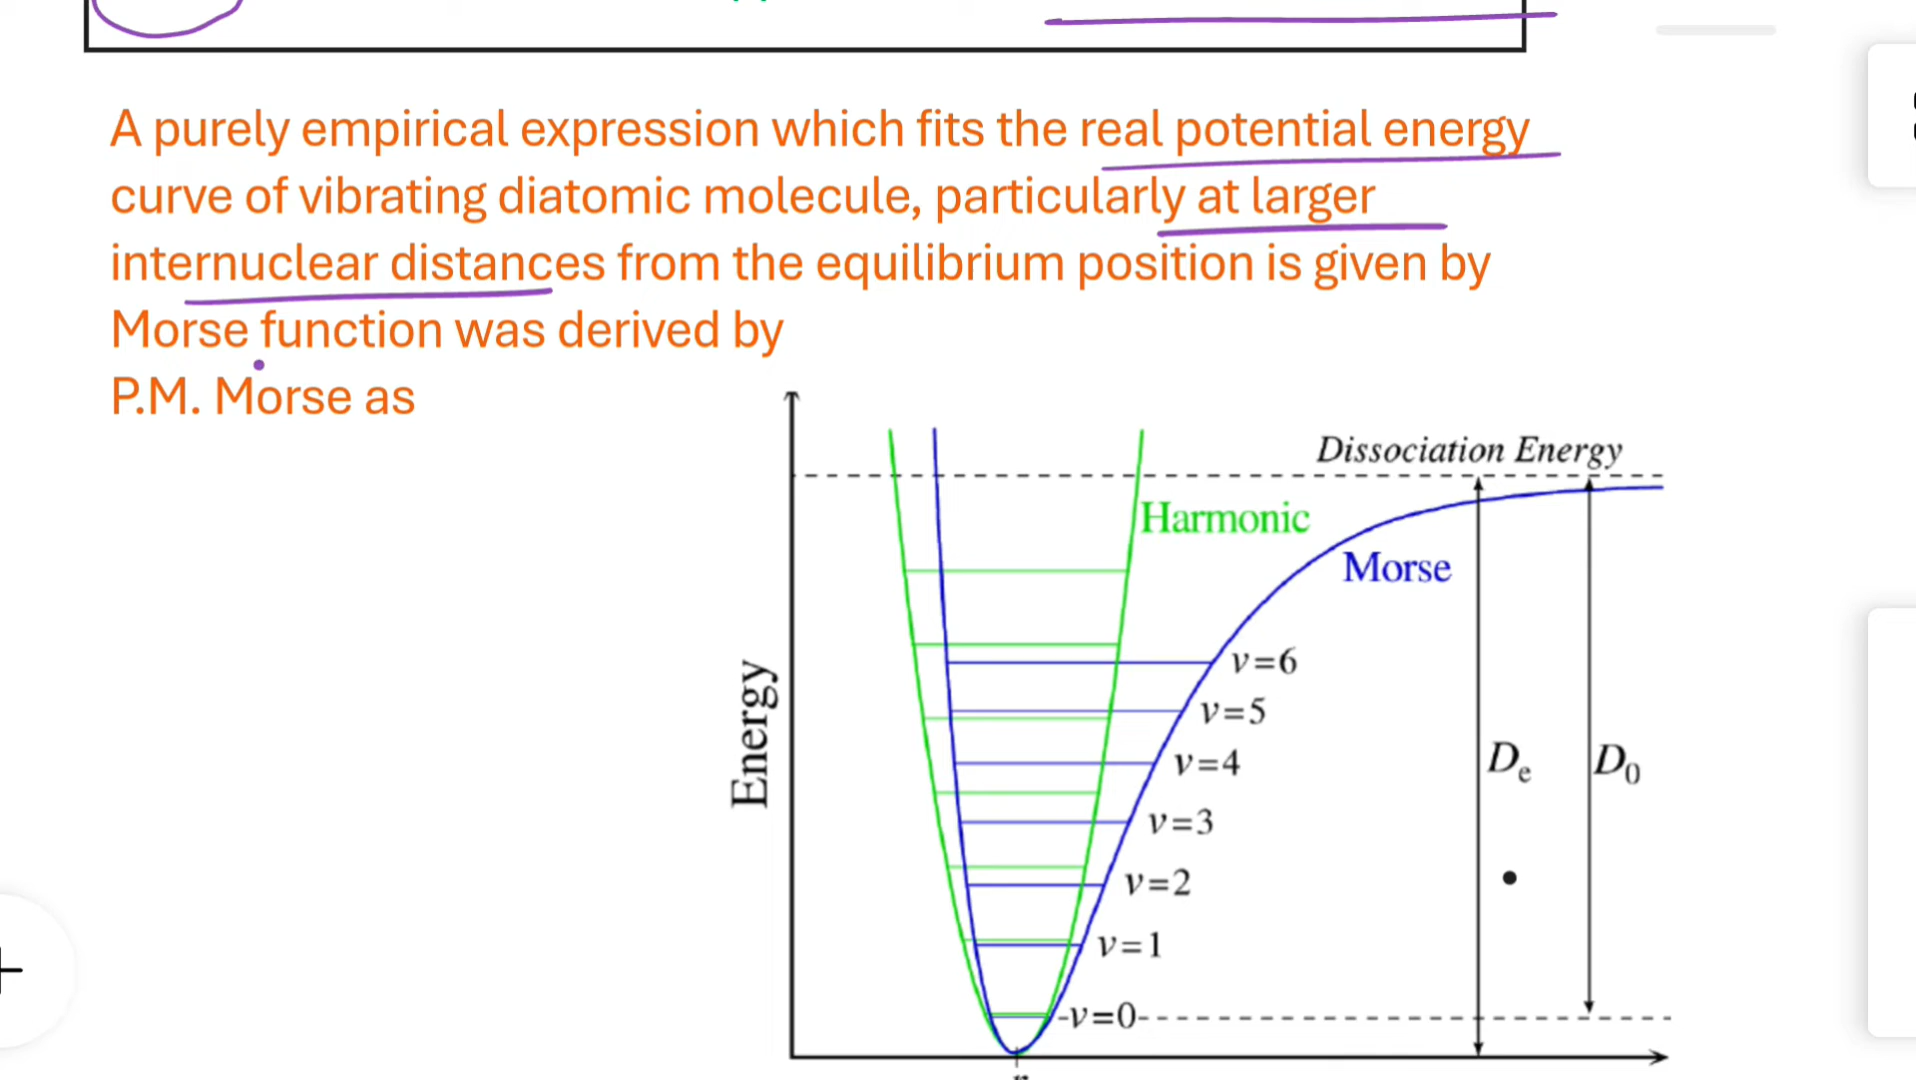 A purely empirical expression which fits the real potential energy
curve of vibrating diatomic molecule, particularly at larger
internuclear distances from the equilibrium position is given by
Morse function was derived by
P.M. Morse as
Dissociation Energy
Harmonic
Morse
v=6
v=5
v=4
v=3
v=2
v=1
v=0
Energy
Dₑ
D₀